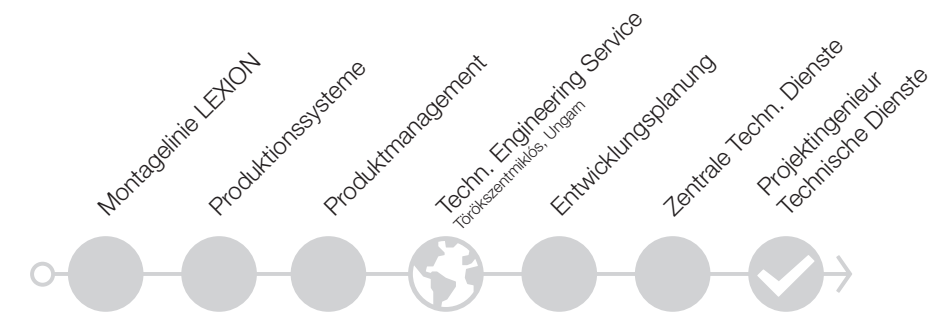 Montagelinie LEXION
Produktionssysteme
Produktmanagement
Techn. Engineering Service
Törökszentmiklós, Ungarn
Entwicklungsplanung
Zentrale Techn. Dienste
Projektingenieur
Technische Dienste